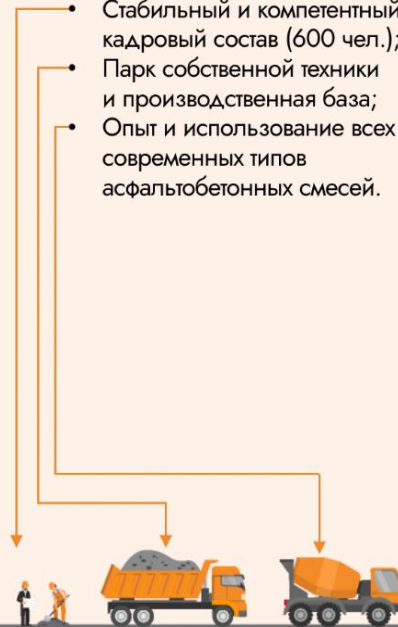 • Стабильный и компетентный
кадровый состав (600 чел.);
• Парк собственной техники
и производственная база;
• Опыт и использование всех
современных типов
асфальтобетонных смесей.